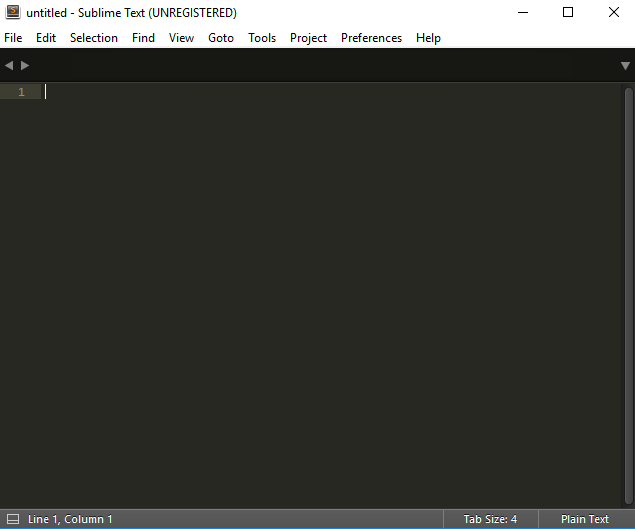 untitled - Sublime Text (UNREGISTERED)
File Edit Selection Find View Goto Tools Project Preferences Help
1
Line 1, Column 1 Tab Size: 4 Plain Text